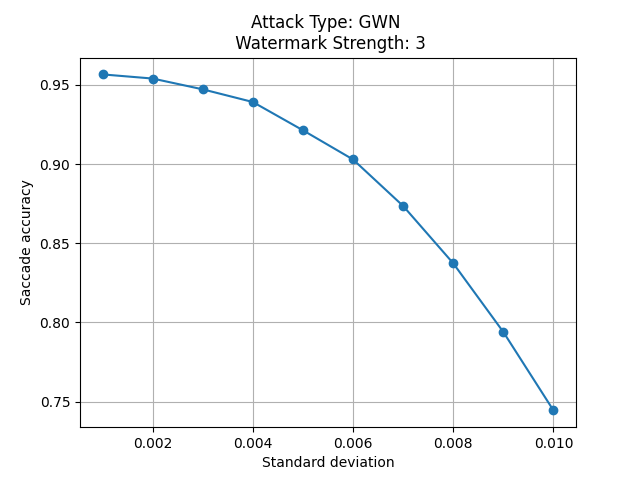 Attack Type: GWN
Watermark Strength: 3
Saccade accuracy
0.95
0.90
0.85
0.80
0.75
0.002 0.004 0.006 0.008 0.010
Standard deviation